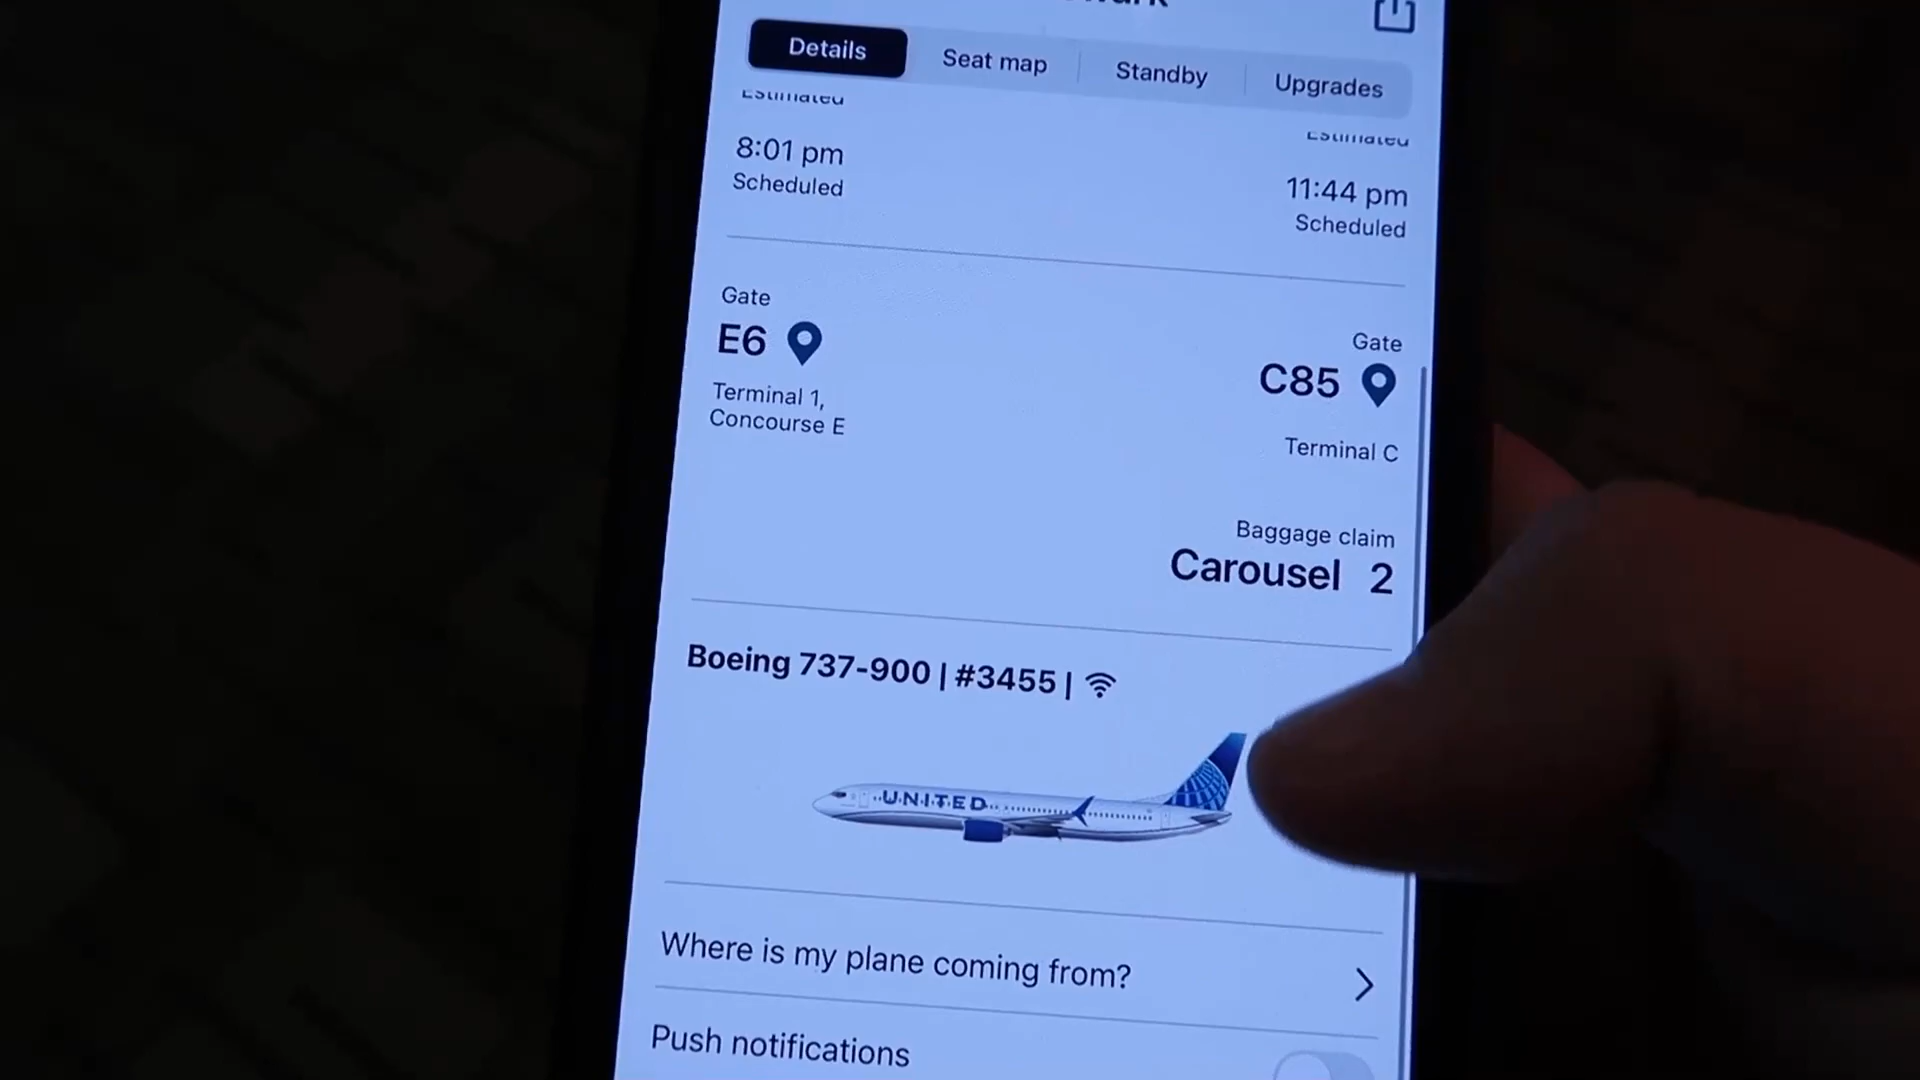 Details
Seat map
Standby
Upgrades
Estimated
Estimated
8:01 pm
Scheduled
11:44 pm
Scheduled
Gate
E6
Terminal 1,
Concourse E
Gate
C85
Terminal C
Baggage claim
Carousel 2
Boeing 737-900 | #3455 |
UNITED
Where is my plane coming from?
Push notifications